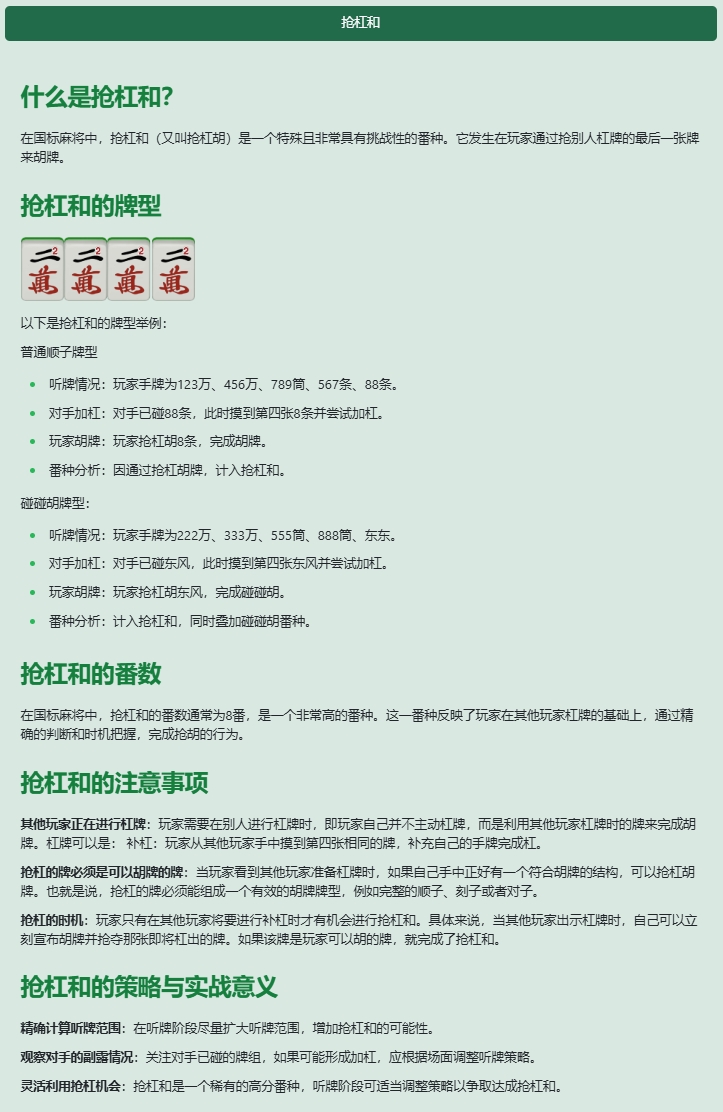 抢杠和
什么是抢杠和？
在国标麻将中，抢杠和（又叫抢杠胡）是一个特殊且非常具有挑战性的番种。它发生在玩家通过抢别人杠牌的最后一张牌
来胡牌。
抢杠和的牌型
二2萬 二2萬 二2萬 二2萬
以下是抢杠和的牌型举例：
普通顺子牌型
听牌情况：玩家手牌为123万、456万、789筒、567条、88条。
对手加杠：对手已碰88条，此时摸到第四张8条并尝试加杠。
玩家胡牌：玩家抢杠胡8条，完成胡牌。
番种分析：因通过抢杠胡牌，计入抢杠和。
碰碰胡牌型：
听牌情况：玩家手牌为222万、333万、555筒、888筒、东东。
对手加杠：对手已碰东风，此时摸到第四张东风并尝试加杠。
玩家胡牌：玩家抢杠胡东风，完成碰碰胡。
番种分析：计入抢杠和，同时叠加碰碰胡番种。
抢杠和的番数
在国标麻将中，抢杠和的番数通常为8番，是一个非常高的番种。这一番种反映了玩家在其他玩家杠牌的基础上，通过精
确的判断和时机把握，完成抢胡的行为。
抢杠和的注意事项
其他玩家正在进行杠牌：玩家需要在别人进行杠牌时，即玩家自己并不主动杠牌，而是利用其他玩家杠牌时的牌来完成胡
牌。杠牌可以是： 补杠：玩家从其他玩家手中摸到第四张相同的牌，补充自己的手牌完成杠。
抢杠的牌必须是可以胡牌的牌：当玩家看到其他玩家准备杠牌时，如果自己手中正好有一个符合胡牌的结构，可以抢杠胡
牌。也就是说，抢杠的牌必须能组成一个有效的胡牌牌型，例如完整的顺子、刻子或者对子。
抢杠的时机：玩家只有在其他玩家将要进行补杠时才有机会进行抢杠和。具体来说，当其他玩家出示杠牌时，自己可以立
刻宣布胡牌并抢夺那张即将杠出的牌。如果该牌是玩家可以胡的牌，就完成了抢杠和。
抢杠和的策略与实战意义
精确计算听牌范围：在听牌阶段尽量扩大听牌范围，增加抢杠和的可能性。
观察对手的副露情况：关注对手已碰的牌组，如果可能形成加杠，应根据场面调整听牌策略。
灵活利用抢杠机会：抢杠和是一个稀有的高分番种，听牌阶段可适当调整策略以争取达成抢杠和。